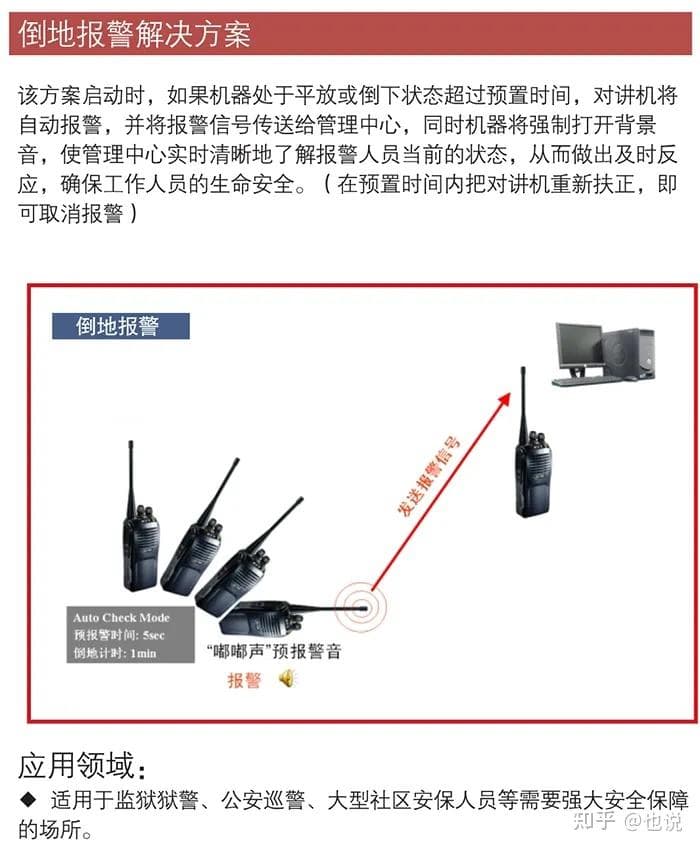 倒地报警解决方案
该方案启动时，如果机器处于平放或倒下状态超过预置时间，对讲机将
自动报警，并将报警信号传送给管理中心，同时机器将强制打开背景
音，使管理中心实时清晰地了解报警人员当前的状态，从而做出及时反
应，确保工作人员的生命安全。（在预置时间内把对讲机重新扶正，即
可取消报警）
倒地报警
发送报警信号
Auto Check Mode
预报警时间: 5sec
倒地计时: 1min
“嘟嘟声”预报警音
报警
应用领域：
◆ 适用于监狱狱警、公安巡警、大型社区安保人员等需要强大安全保障
的场所。
知乎 @也说